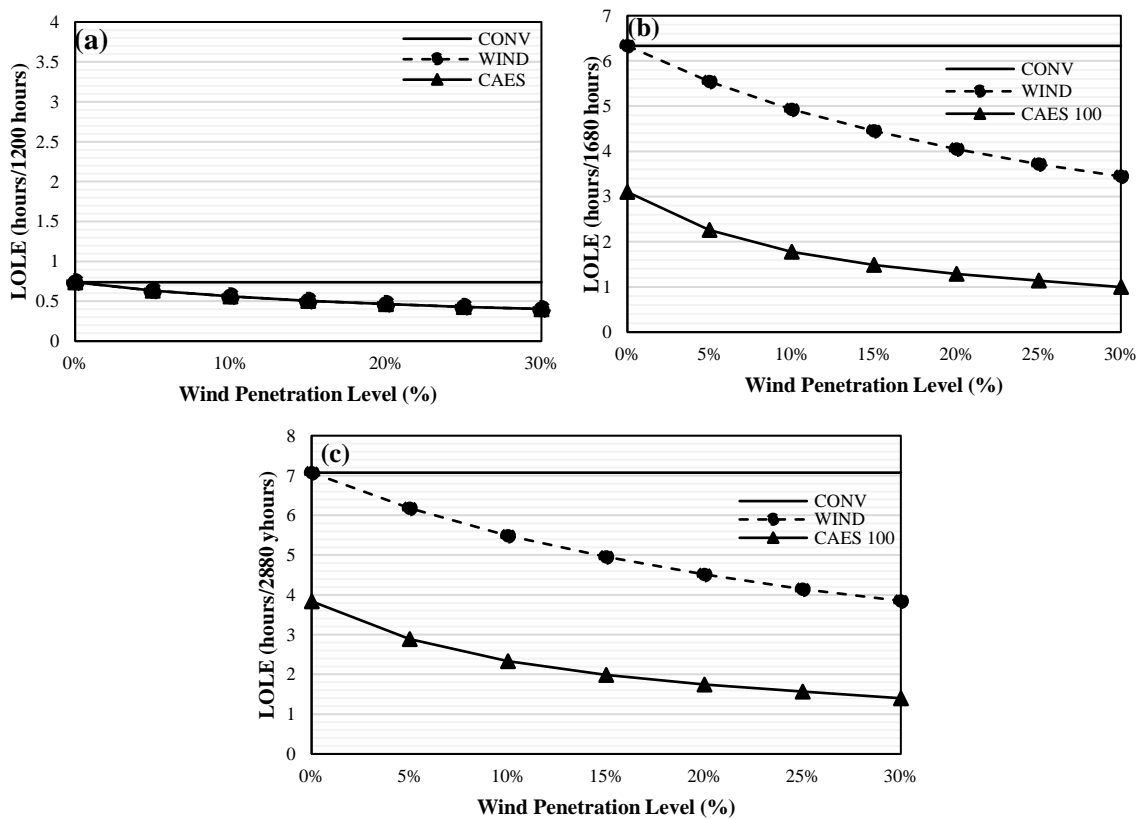 (a)
CONV
WIND
CAES
4
3.5
3
2.5
2
1.5
1
0.5
0
0%
10%
20%
30%
LOLE (hours/1200 hours)
Wind Penetration Level (%)
(b)
CONV
WIND
CAES 100
7
6
5
4
3
2
1
0
0%
5%
10%
15%
20%
25%
30%
LOLE (hours/1680 hours)
Wind Penetration Level (%)
(c)
CONV
WIND
CAES 100
8
7
6
5
4
3
2
1
0
0%
5%
10%
15%
20%
25%
30%
LOLE (hours/2880 yhours)
Wind Penetration Level (%)